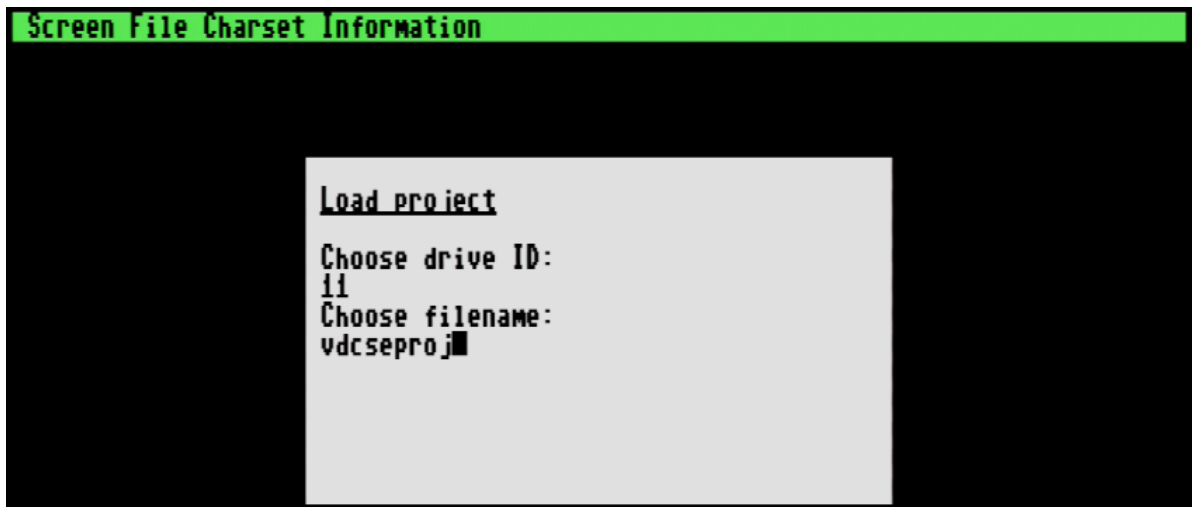 Screen File Charset Information
Load project
Choose drive ID:
11
Choose filename:
vdcseproj